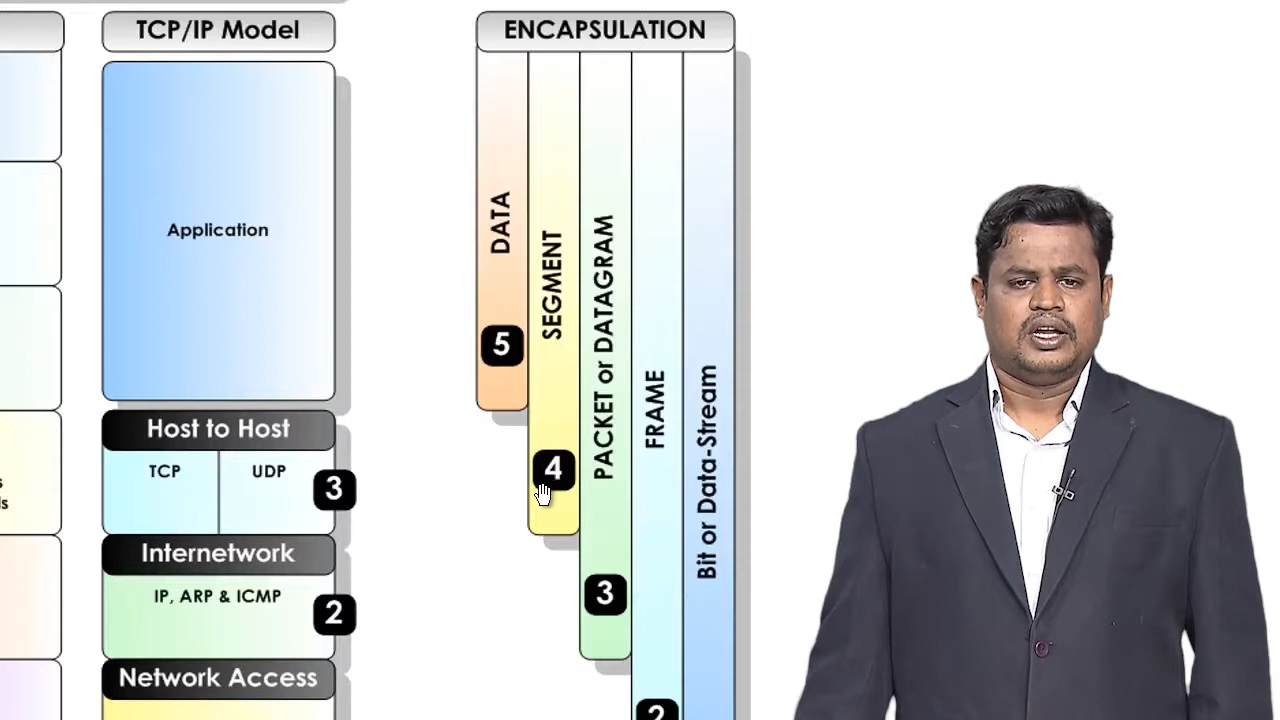 TCP/IP Model
Application
Host to Host
TCP
UDP
3
Internetwork
IP, ARP & ICMP
2
Network Access
ENCAPSULATION
DATA
5
SEGMENT
4
PACKET or DATAGRAM
3
FRAME
2
Bit or Data-Stream